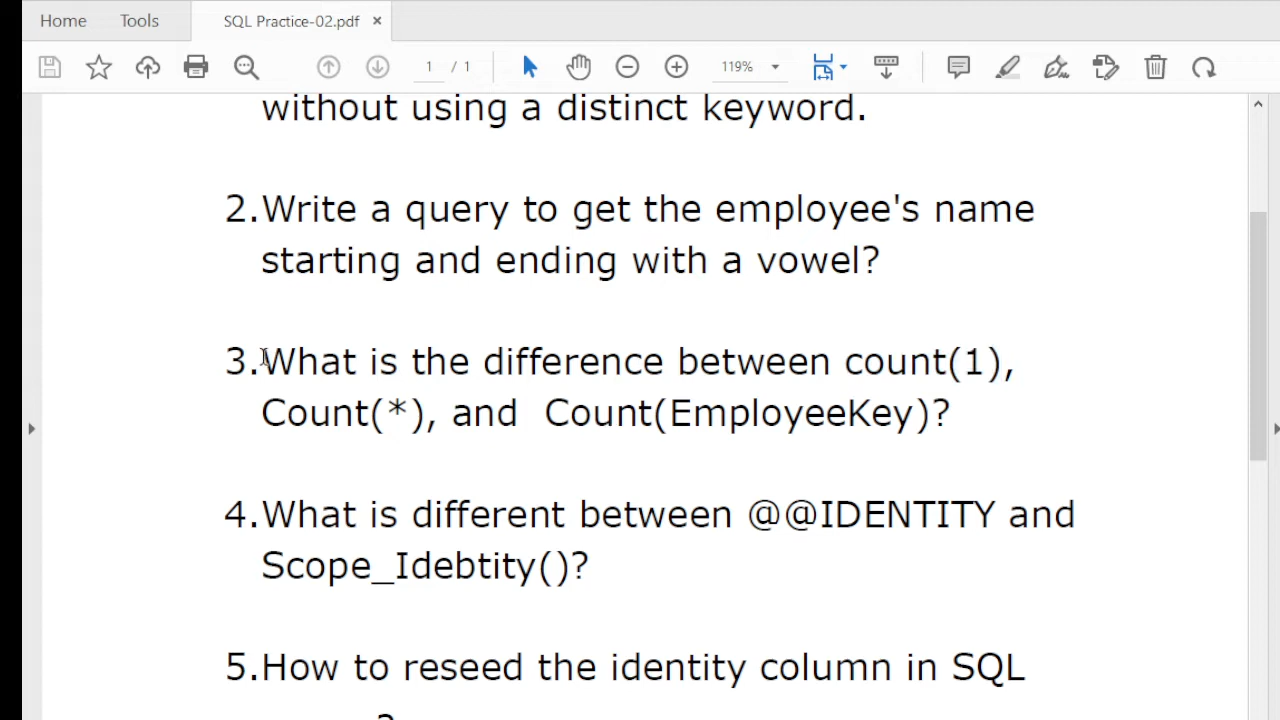 Home Tools SQL Practice-02.pdf ×
1 / 1 119%
without using a distinct keyword.
2.Write a query to get the employee's name
starting and ending with a vowel?
3.What is the difference between count(1),
Count(*), and Count(EmployeeKey)?
4.What is different between @@IDENTITY and
Scope_Idebtity()?
5.How to reseed the identity column in SQL
?